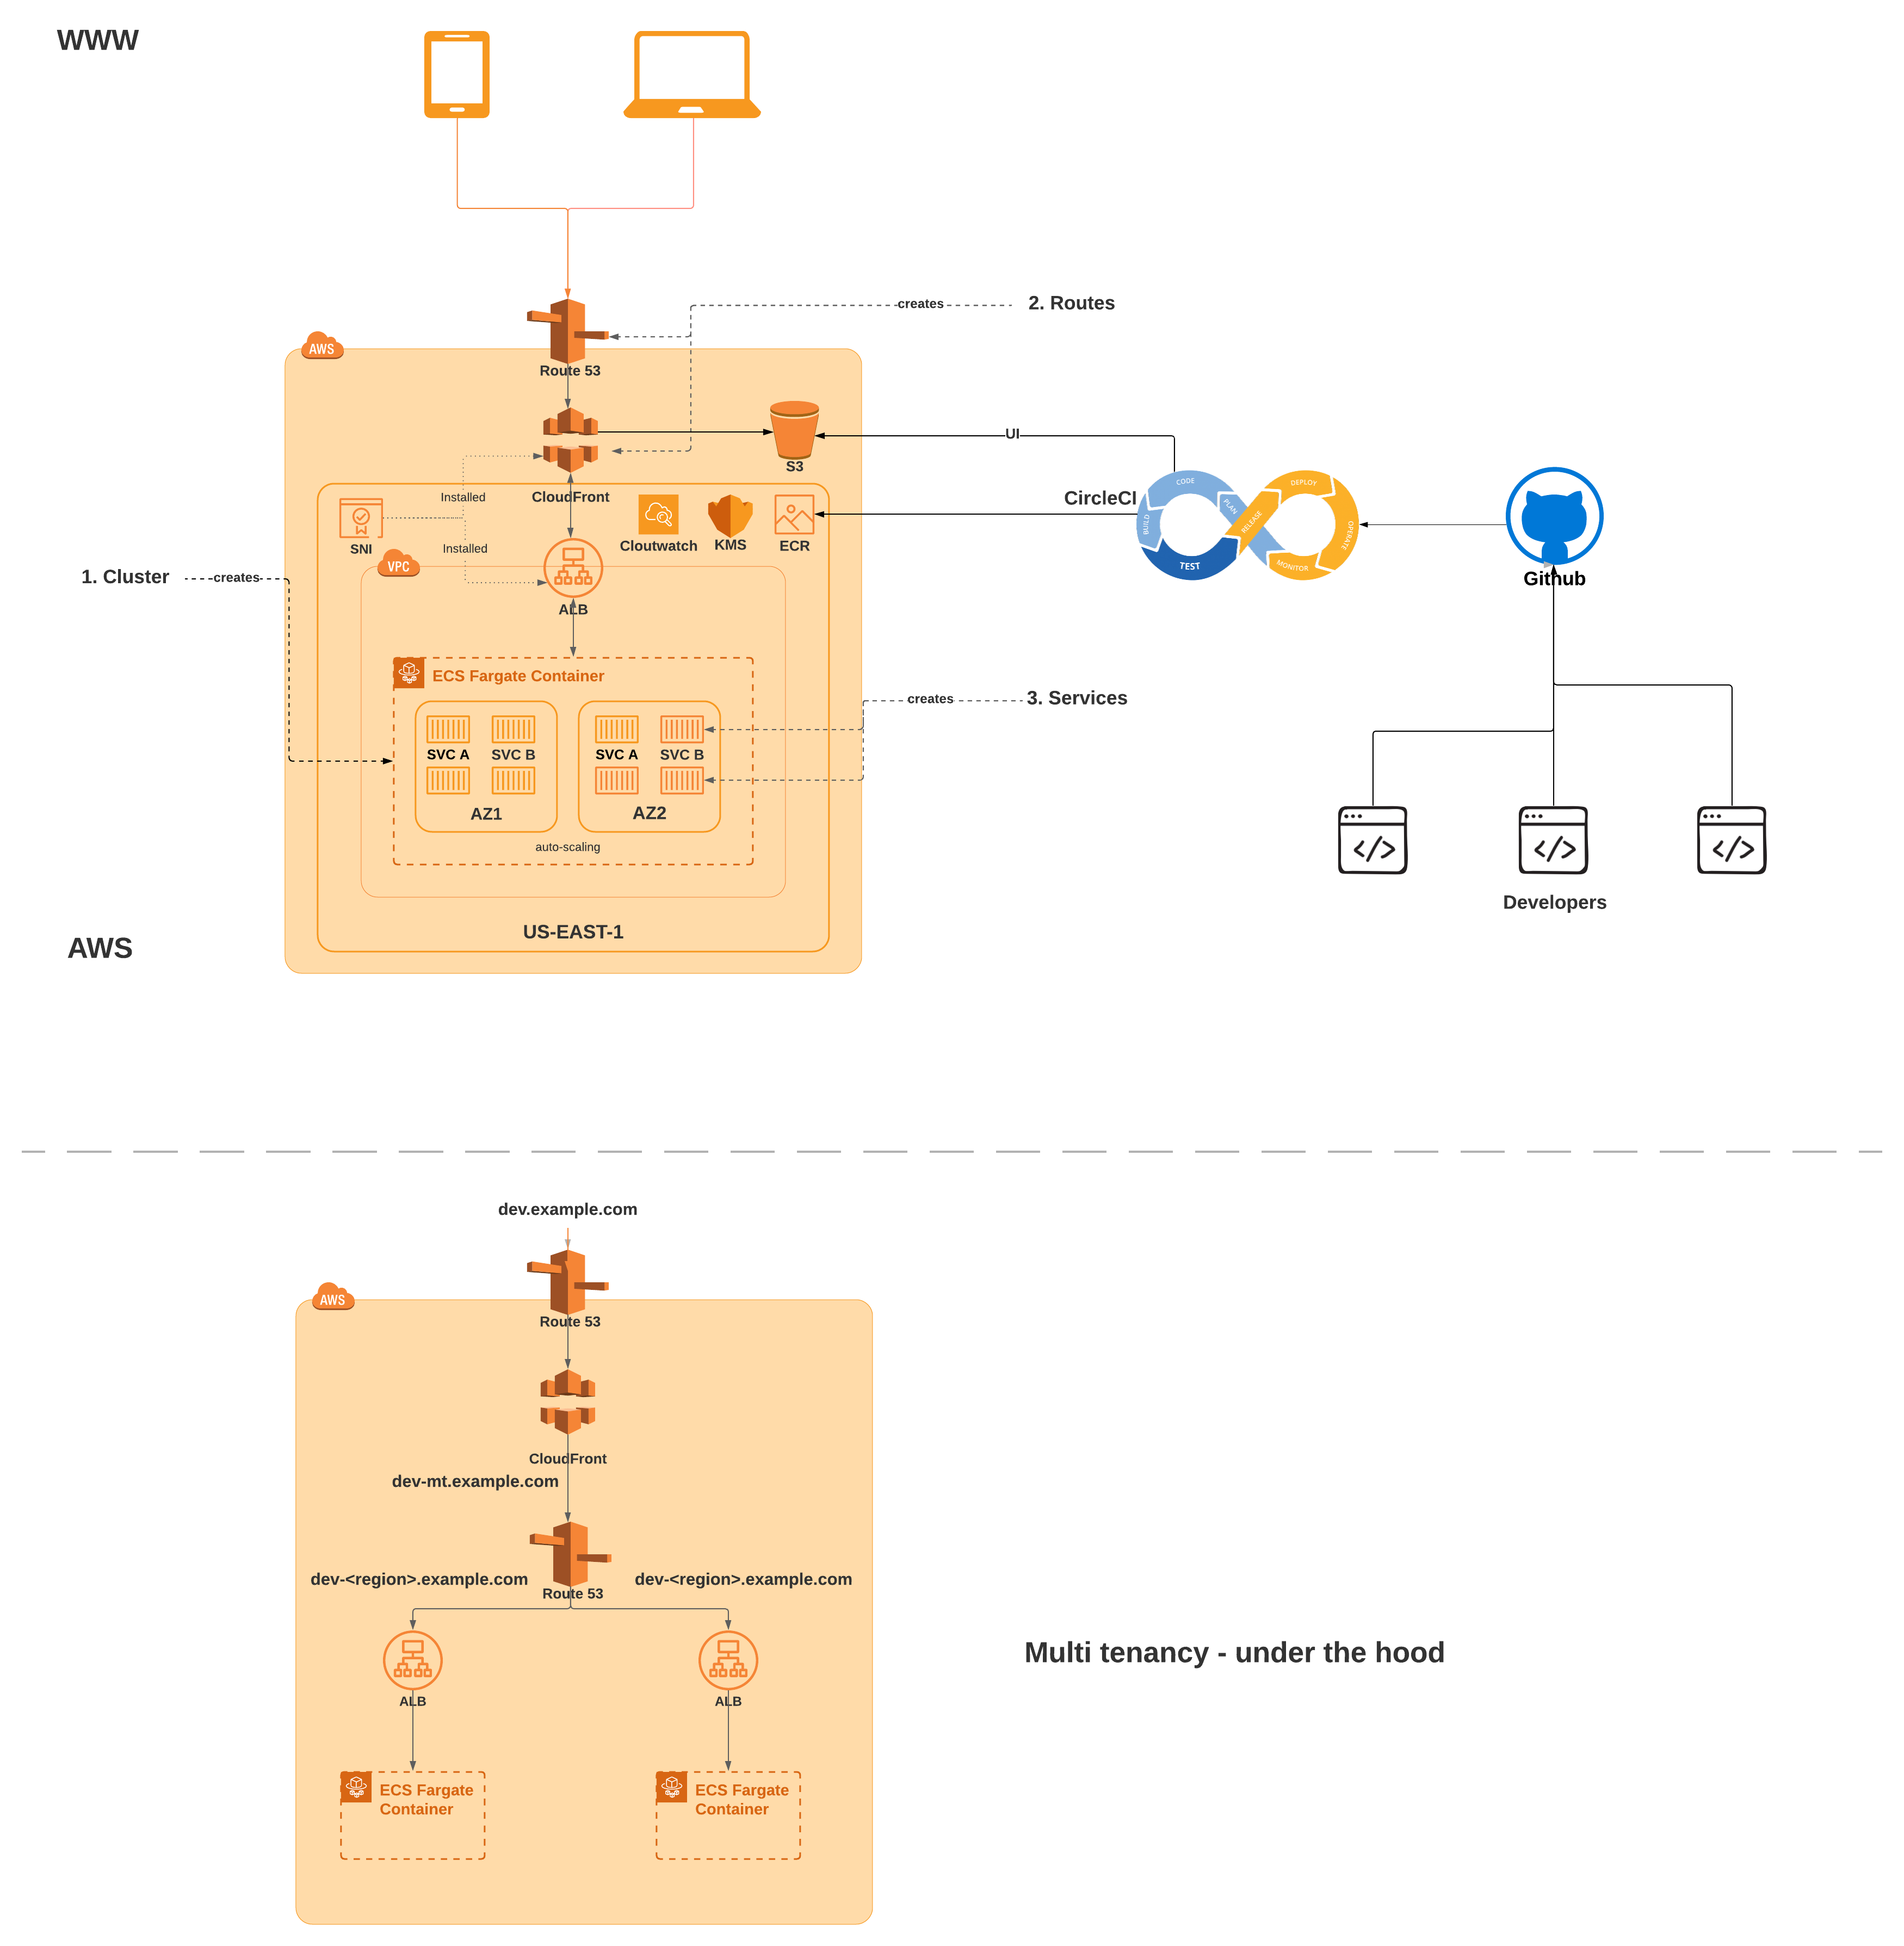 WWW
creates
2. Routes
AWS
Route 53
S3
UI
CODE
DEPLOY
PLAN
RELEASE
BUILD
OPERATE
TEST
MONITOR
CircleCI
Installed
CloudFront
SNI
Cloutwatch
KMS
ECR
Installed
VPC
1. Cluster
creates
Github
ALB
ECS Fargate Container
creates
3. Services
SVC A
SVC B
SVC A
SVC B
AZ1
AZ2
auto-scaling
Developers
US-EAST-1
AWS
dev.example.com
AWS
Route 53
CloudFront
dev-mt.example.com
dev-<region>.example.com
Route 53
dev-<region>.example.com
Multi tenancy - under the hood
ALB
ALB
ECS Fargate
Container
ECS Fargate
Container